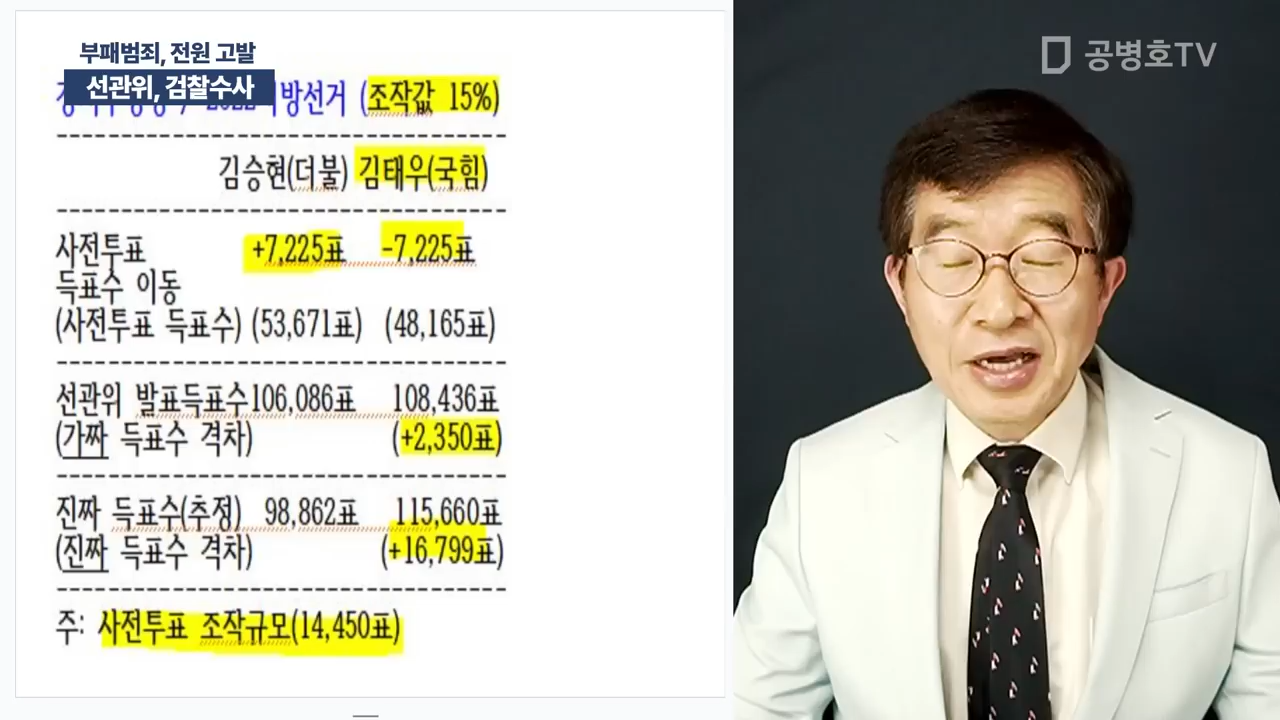 부패범죄, 전원 고발
선관위, 검찰수사
공병호TV
지방선거 (조작값 15%)
김승현(더불) 김태우(국힘)
사전투표 +7,225표 -7,225표
득표수 이동
(사전투표 득표수) (53,671표) (48,165표)
선관위 발표득표수106,086표 108,436표
(가짜 득표수 격차) (+2,350표)
진짜 득표수(추정) 98,862표 115,660표
(진짜 득표수 격차) (+16,799표)
주: 사전투표 조작규모(14,450표)